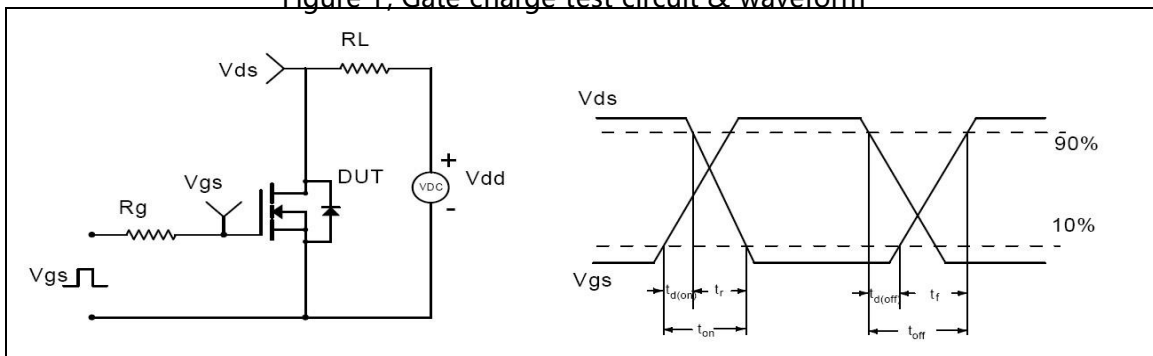 Figure 1, Gate charge test circuit & waveform
RL
Vds
Vgs
DUT
VDC
+
Vdd
-
Rg
Vgs
Vds
90%
10%
Vgs
td(on)
tr
td(off)
tf
ton
toff